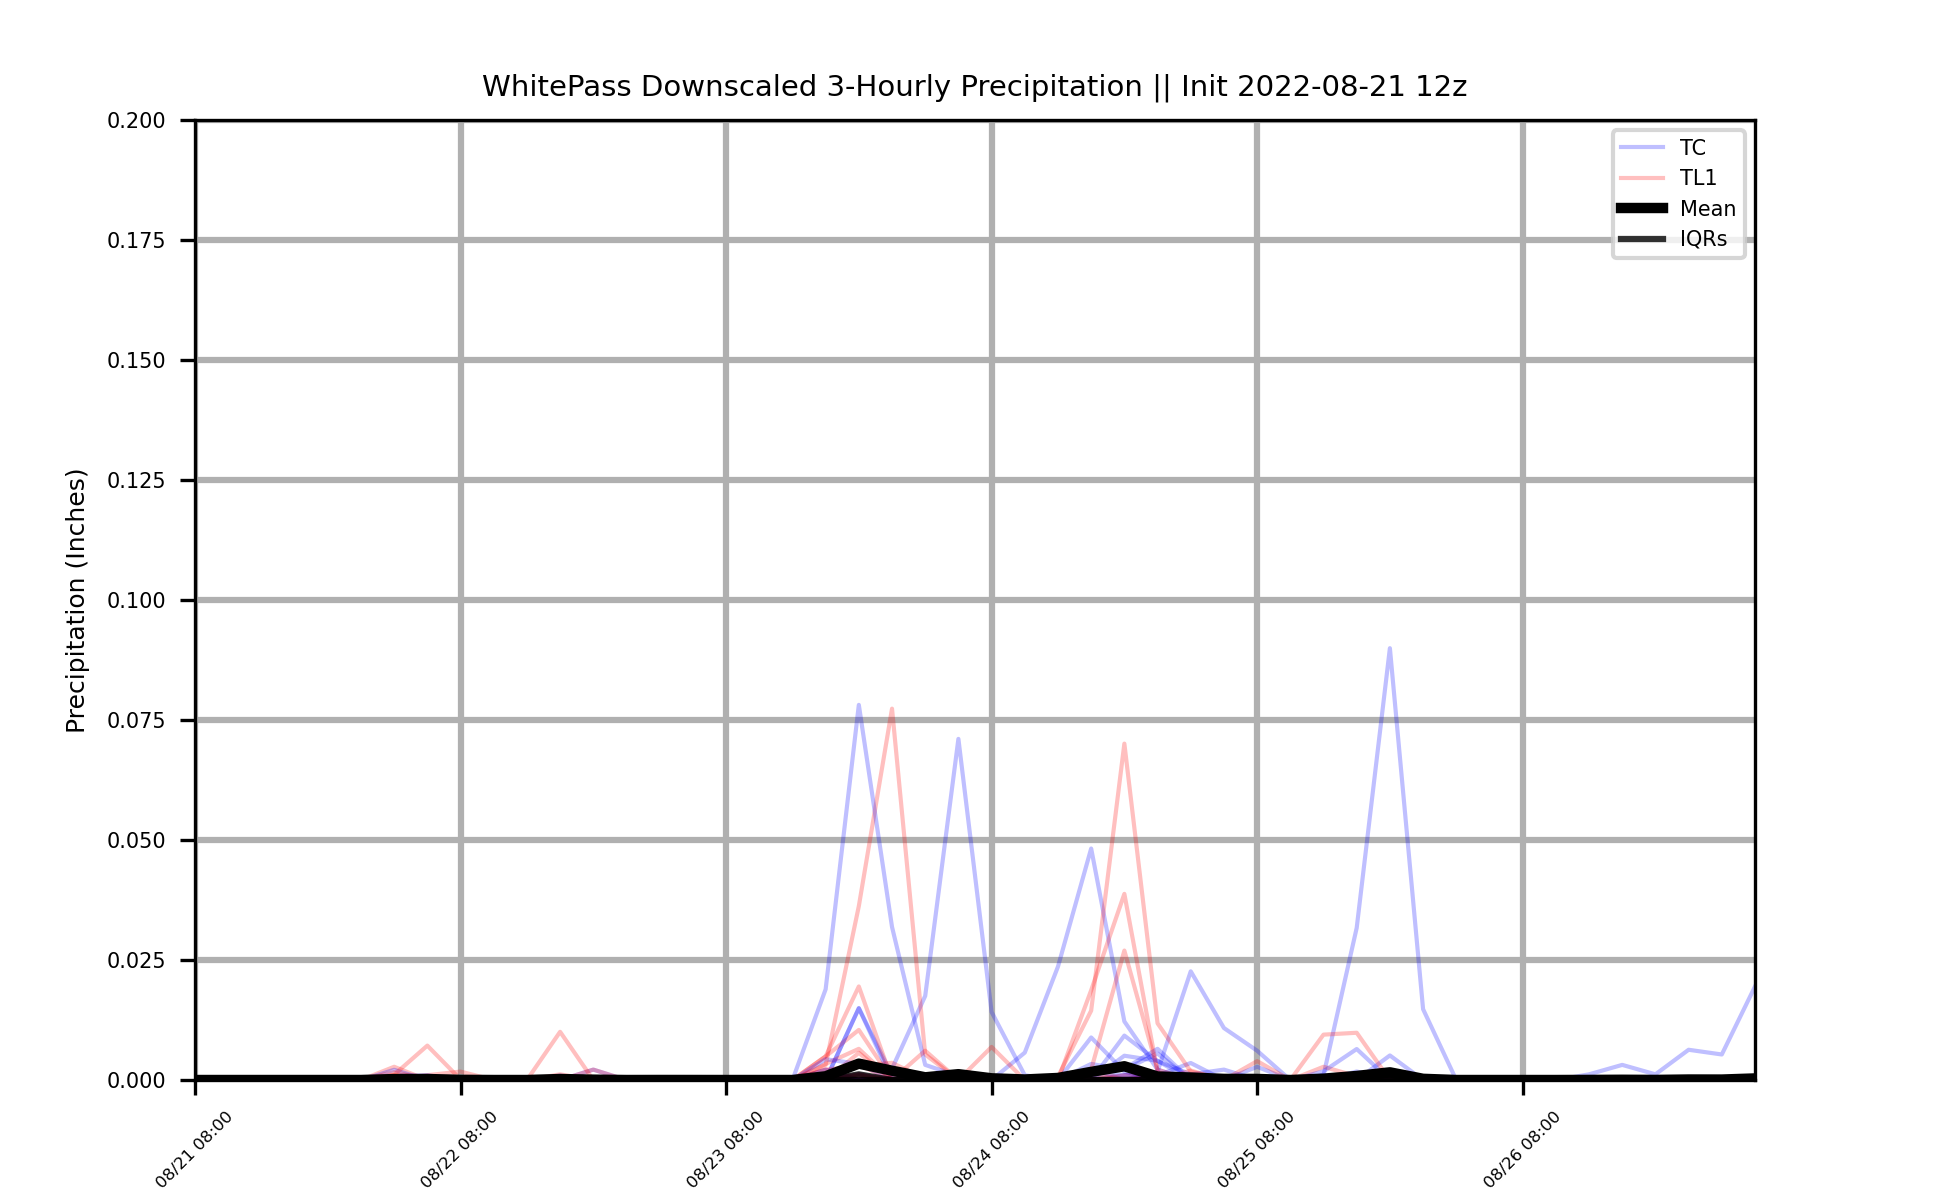 WhitePass Downscaled 3-Hourly Precipitation || Init 2022-08-21 12z
0.200
0.175
0.150
0.125
0.100
0.075
0.050
0.025
0.000
Precipitation (Inches)
TC
TL1
Mean
IQRs
08/21 08:00
08/22 08:00
08/23 08:00
08/24 08:00
08/25 08:00
08/26 08:00